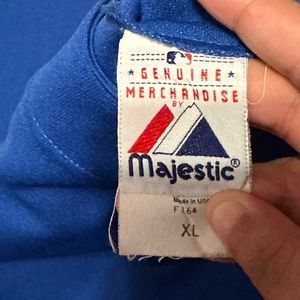 GENUINE
MERCHANDISE
BY
Majestic®
Made in USA
F164
XL